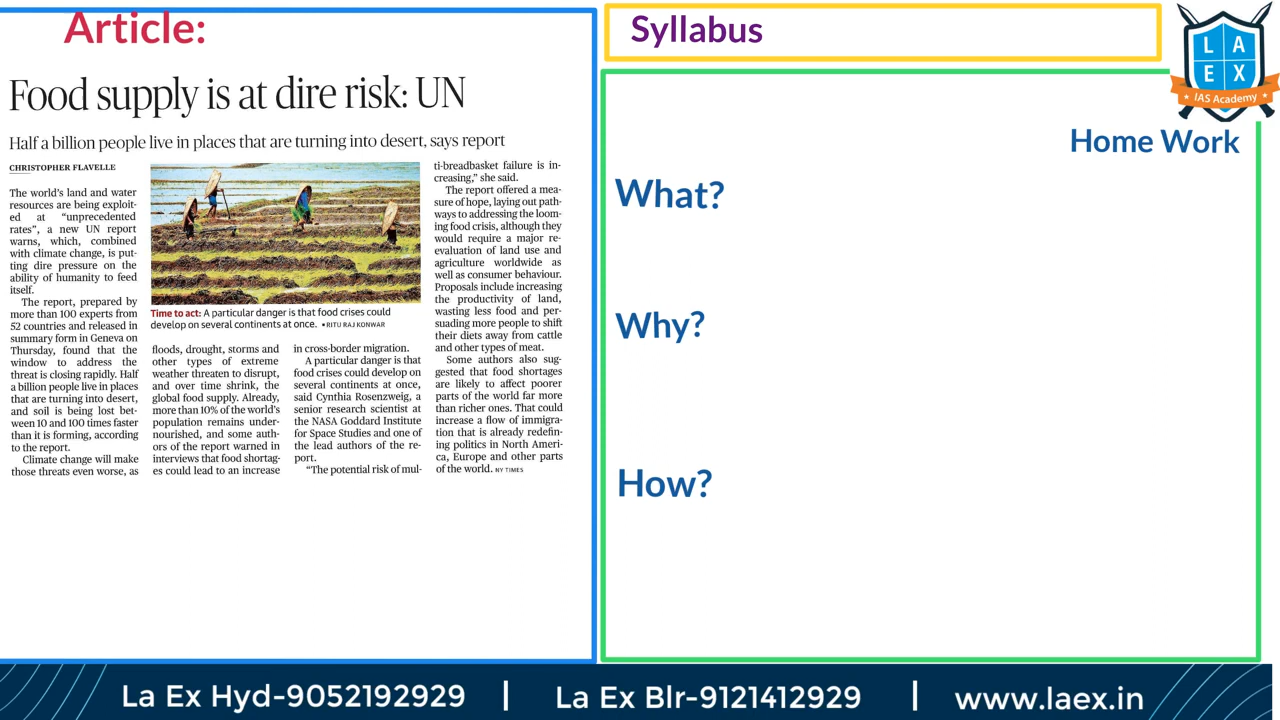 Article:
Food supply is at dire risk: UN
Half a billion people live in places that are turning into desert, says report
CHRISTOPHER FLAVELLE
The world's land and water
resources are being exploit-
ed at "unprecedented
rates", a new UN report
warns, which, combined
with climate change, is put-
ting dire pressure on the
ability of humanity to feed
itself.
The report, prepared by
more than 100 experts from
52 countries and released in
summary form in Geneva on
Thursday, found that the
window to address the
threat is closing rapidly. Half
a billion people live in places
that are turning into desert,
and soil is being lost bet-
ween 10 and 100 times faster
than it is forming, according
to the report.
Climate change will make
those threats even worse, as
Time to act: A particular danger is that food crises could
develop on several continents at once. •RITU RAJ KONWAR
floods, drought, storms and
other types of extreme
weather threaten to disrupt,
and over time shrink, the
global food supply. Already,
more than 10% of the world's
population remains under-
nourished, and some auth-
ors of the report warned in
interviews that food shortag-
es could lead to an increase
in cross-border migration.
A particular danger is that
food crises could develop on
several continents at once,
said Cynthia Rosenzweig, a
senior research scientist at
the NASA Goddard Institute
for Space Studies and one of
the lead authors of the re-
port.
"The potential risk of mul-
ti-breadbasket failure is in-
creasing," she said.
The report offered a mea-
sure of hope, laying out path-
ways to addressing the loom-
ing food crisis, although they
would require a major re-
evaluation of land use and
agriculture worldwide as
well as consumer behaviour.
Proposals include increasing
the productivity of land,
wasting less food and per-
suading more people to shift
their diets away from cattle
and other types of meat.
Some authors also sug-
gested that food shortages
are likely to affect poorer
parts of the world far more
than richer ones. That could
increase a flow of immigra-
tion that is already redefin-
ing politics in North Ameri-
ca, Europe and other parts
of the world. NY TIMES
Syllabus
L A
E X
IAS Academy
Home Work
What?
Why?
How?
La Ex Hyd-9052192929 | La Ex Blr-9121412929 | www.laex.in